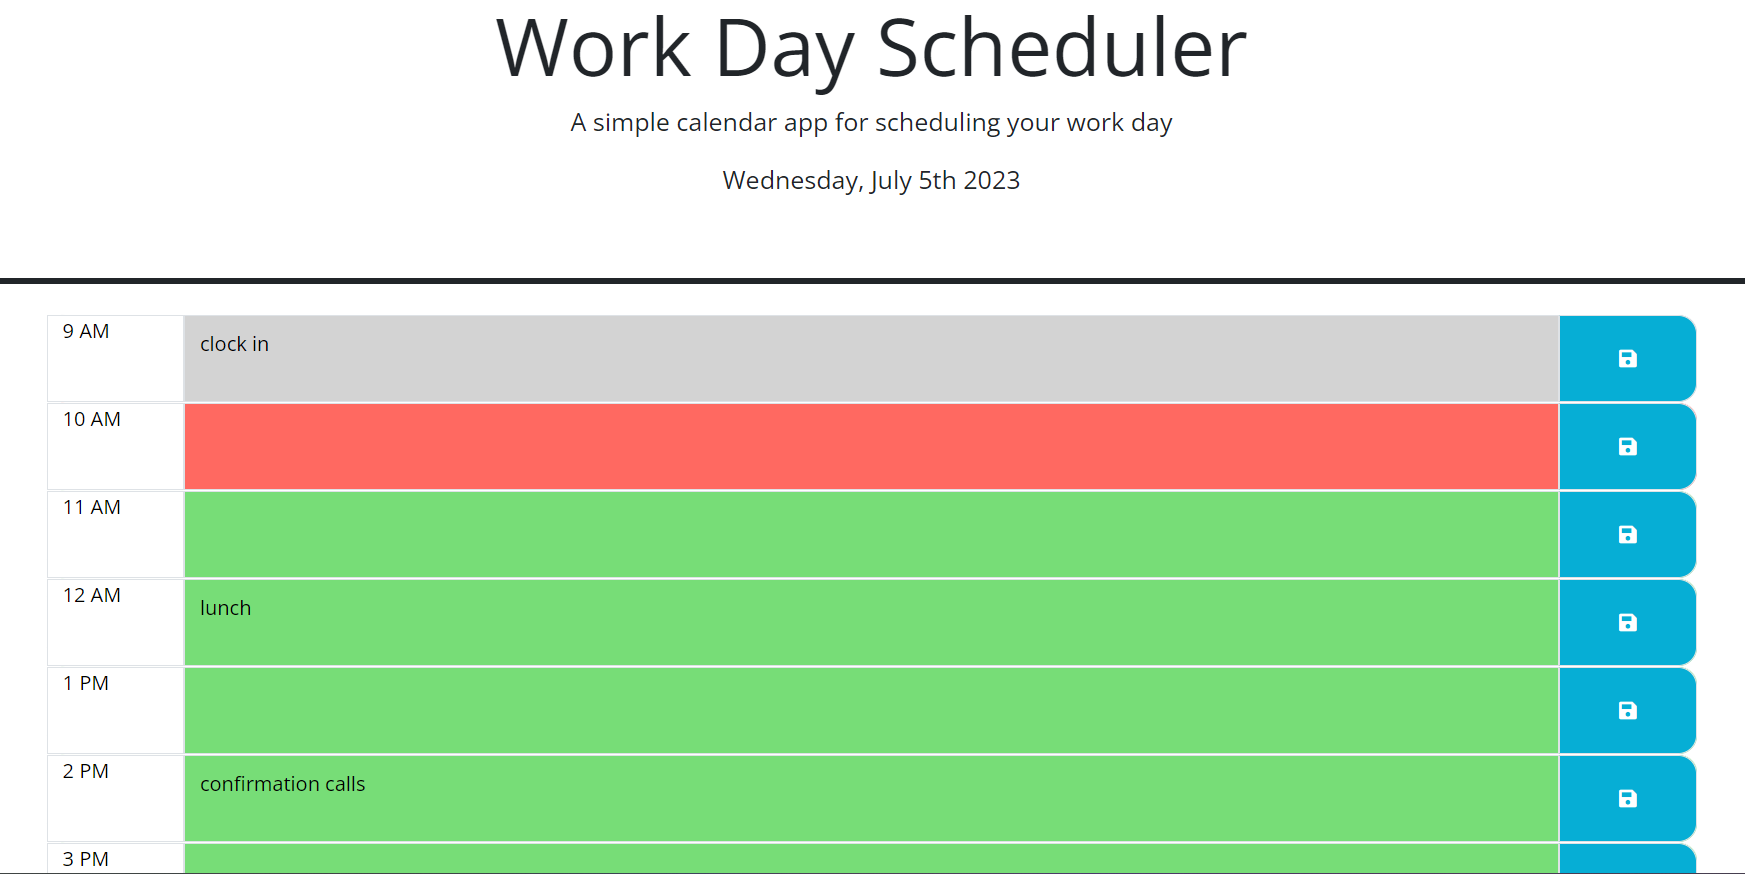 Work Day Scheduler
A simple calendar app for scheduling your work day
Wednesday, July 5th 2023
9 AM
clock in
10 AM
11 AM
12 AM
lunch
1 PM
2 PM
confirmation calls
3 PM